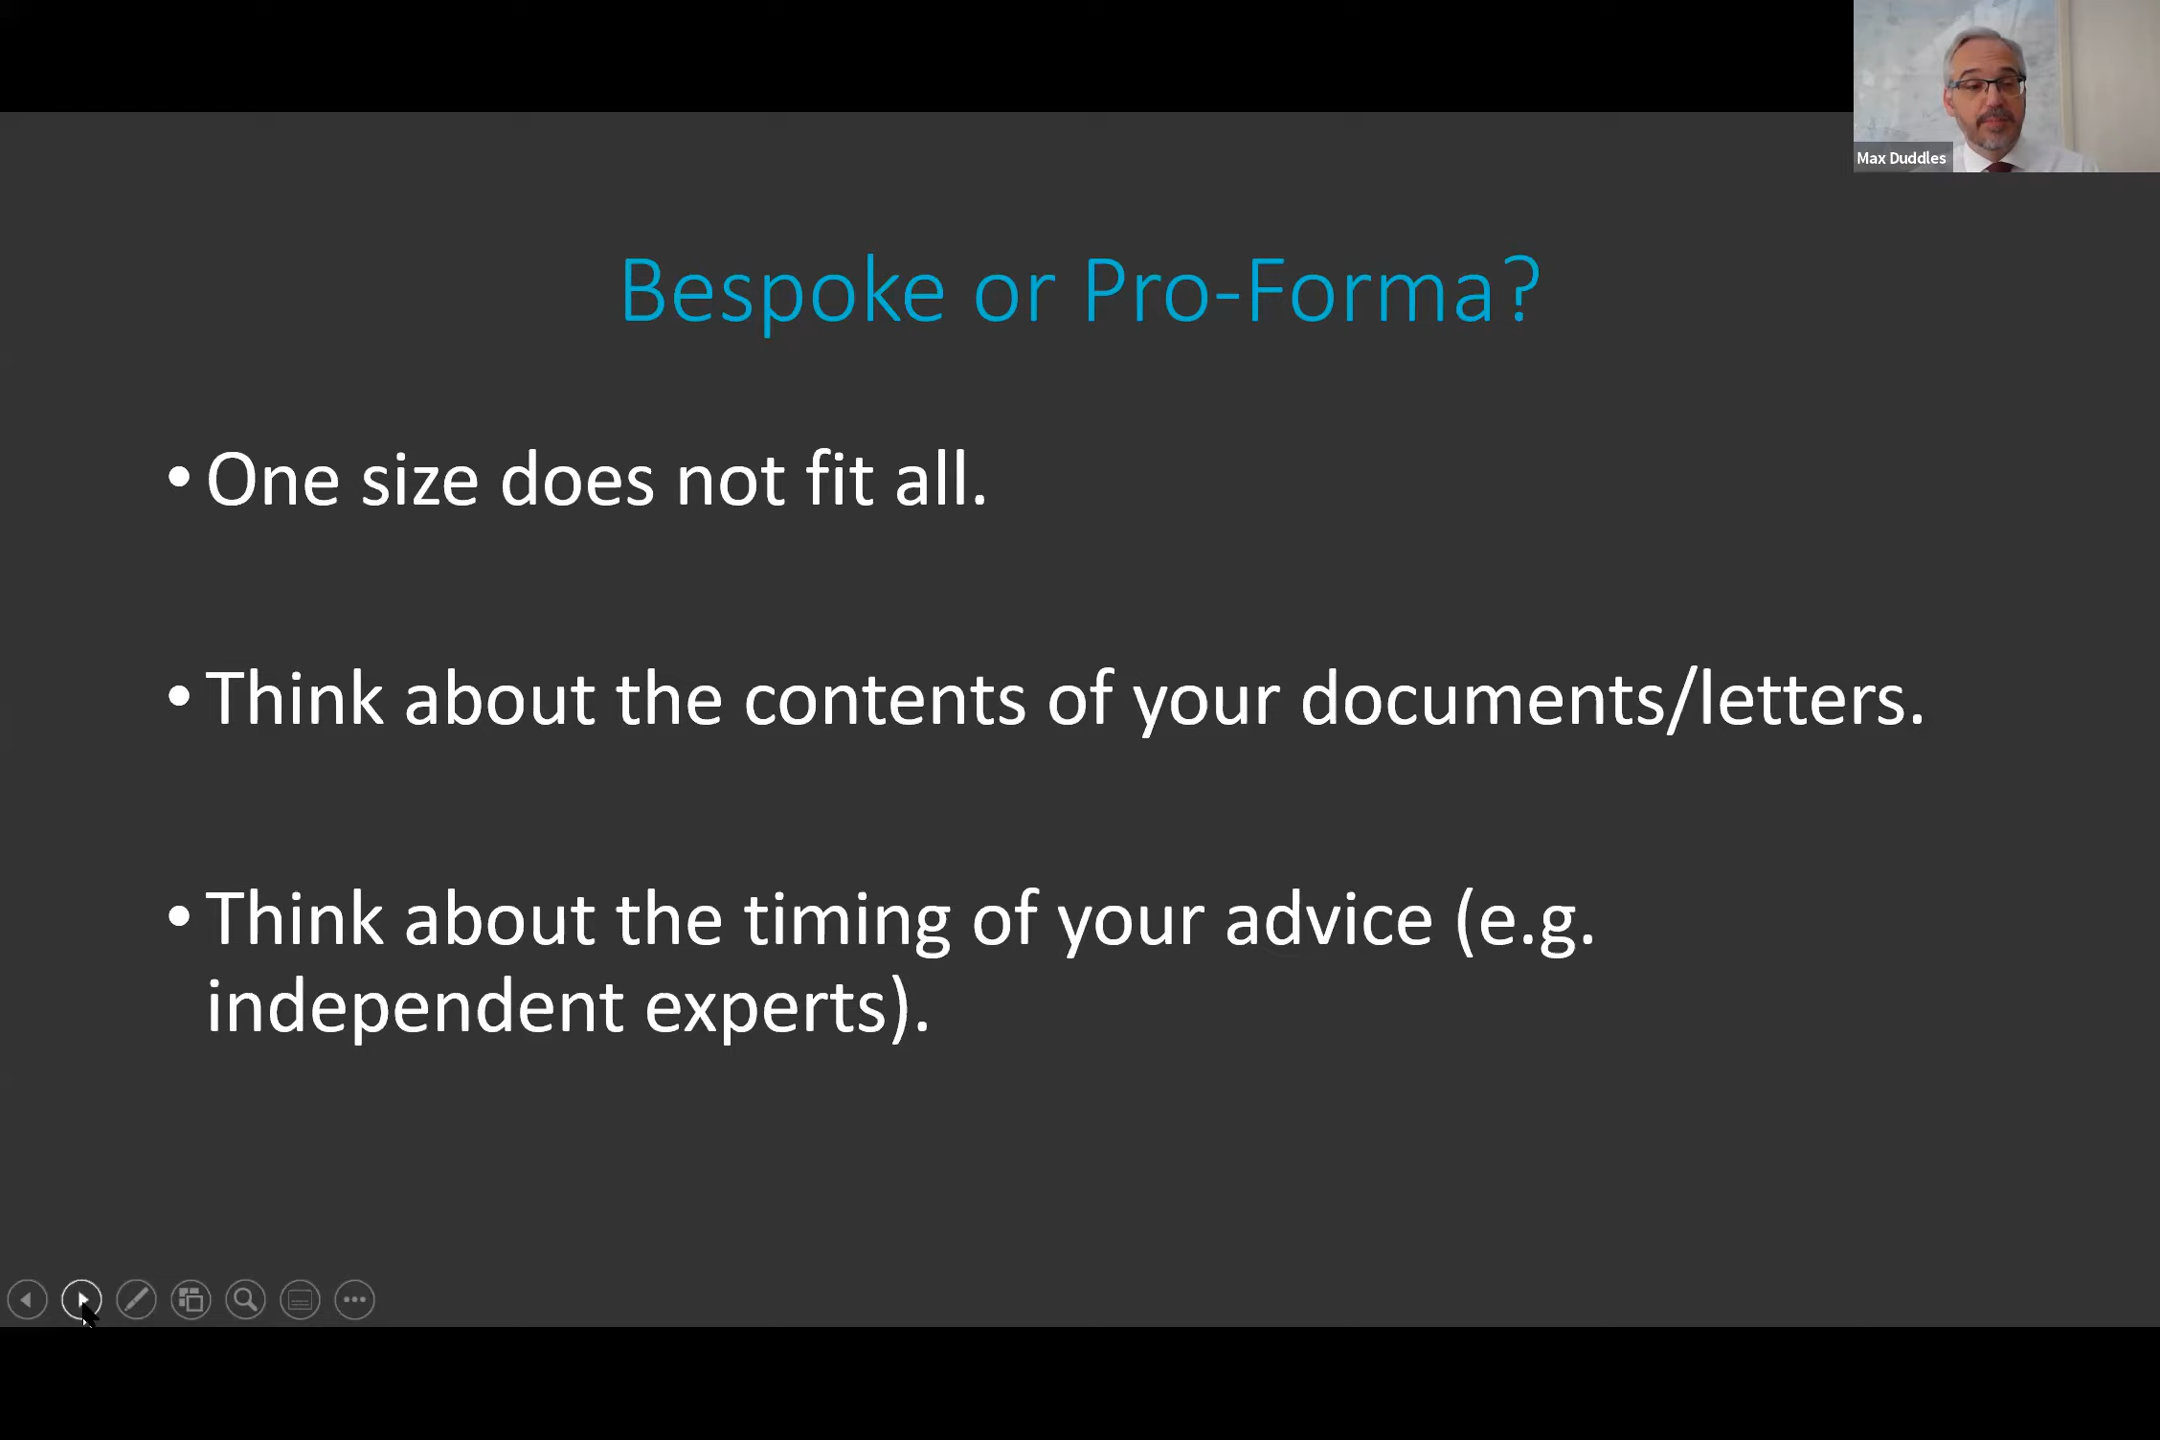 Max Duddles
Bespoke or Pro-Forma?
• One size does not fit all.
• Think about the contents of your documents/letters.
• Think about the timing of your advice (e.g.
independent experts).